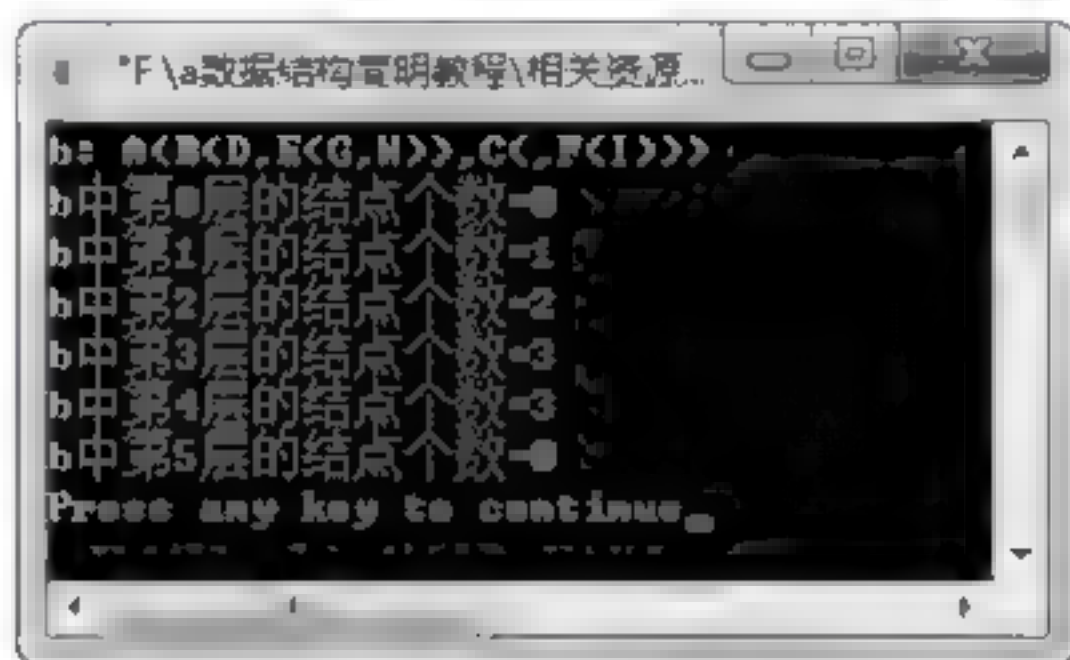 "F \a数据结构简明教程\相关资源...
b: A(B(D,E(G,H)),C(,F(I)))
b中第0层的结点个数=0
b中第1层的结点个数=1
b中第2层的结点个数=2
b中第3层的结点个数=3
b中第4层的结点个数=3
b中第5层的结点个数=0
Press any key to continue_